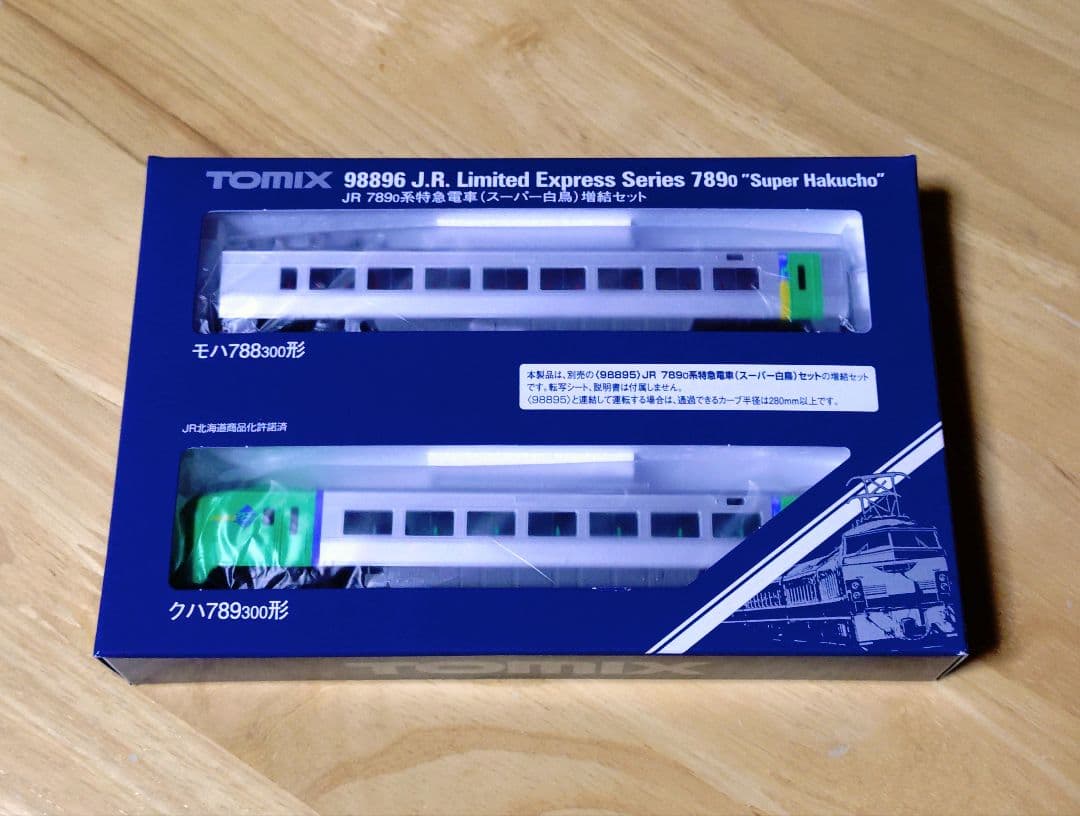 TOMIX 98896 J.R. Limited Express Series 7890 "Super Hakucho"
JR 7890系特急電車(スーパー白鳥)増結セット
モハ788300形
本製品は、別売の〈98895〉JR 7890系特急電車(スーパー白鳥)セットの増結セット
です。転写シート、説明書は付属しません。
〈98895〉と連結して運転する場合は、通過できるカーブ半径は280mm以上です。
JR北海道商品化許諾済
クハ789300形
TOMIX